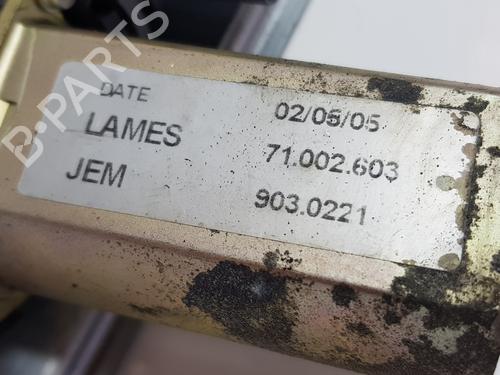 DATE 02/05/05
LAMES 71.002.603
JEM 903.0221
B-PARTS